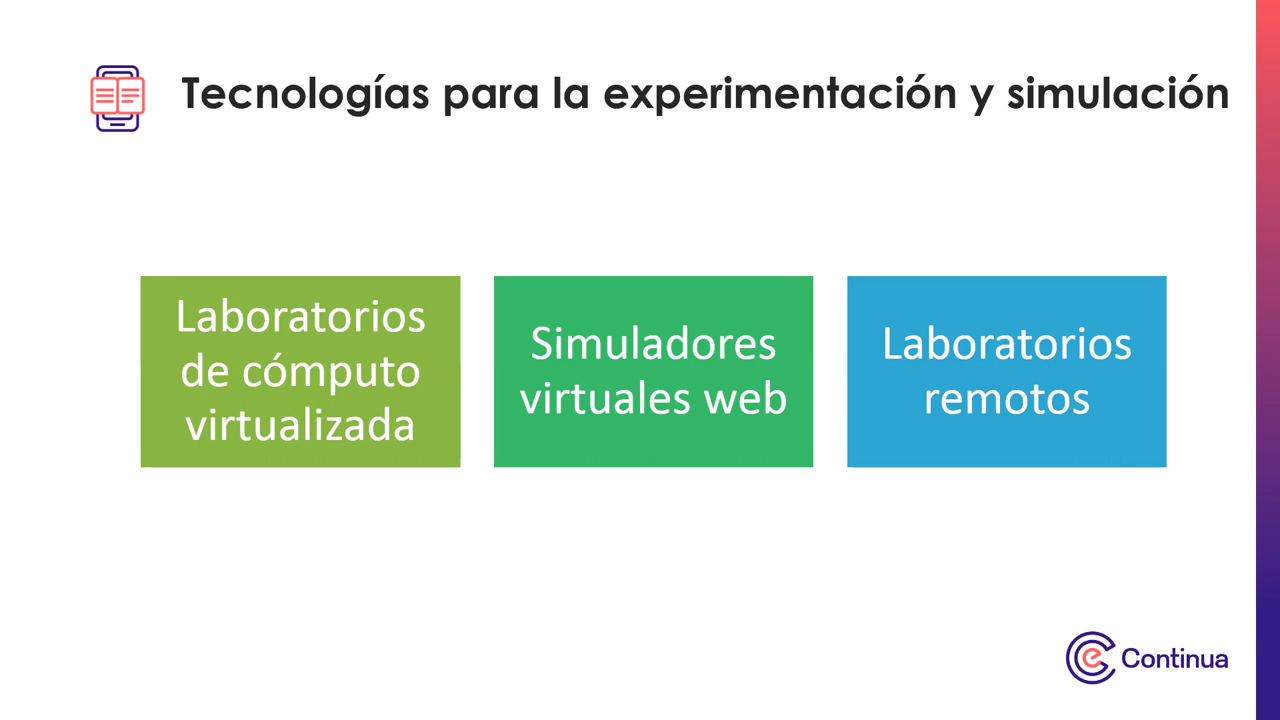 Tecnologías para la experimentación y simulación
Laboratorios
de cómputo
virtualizada
Simuladores
virtuales web
Laboratorios
remotos
Continua